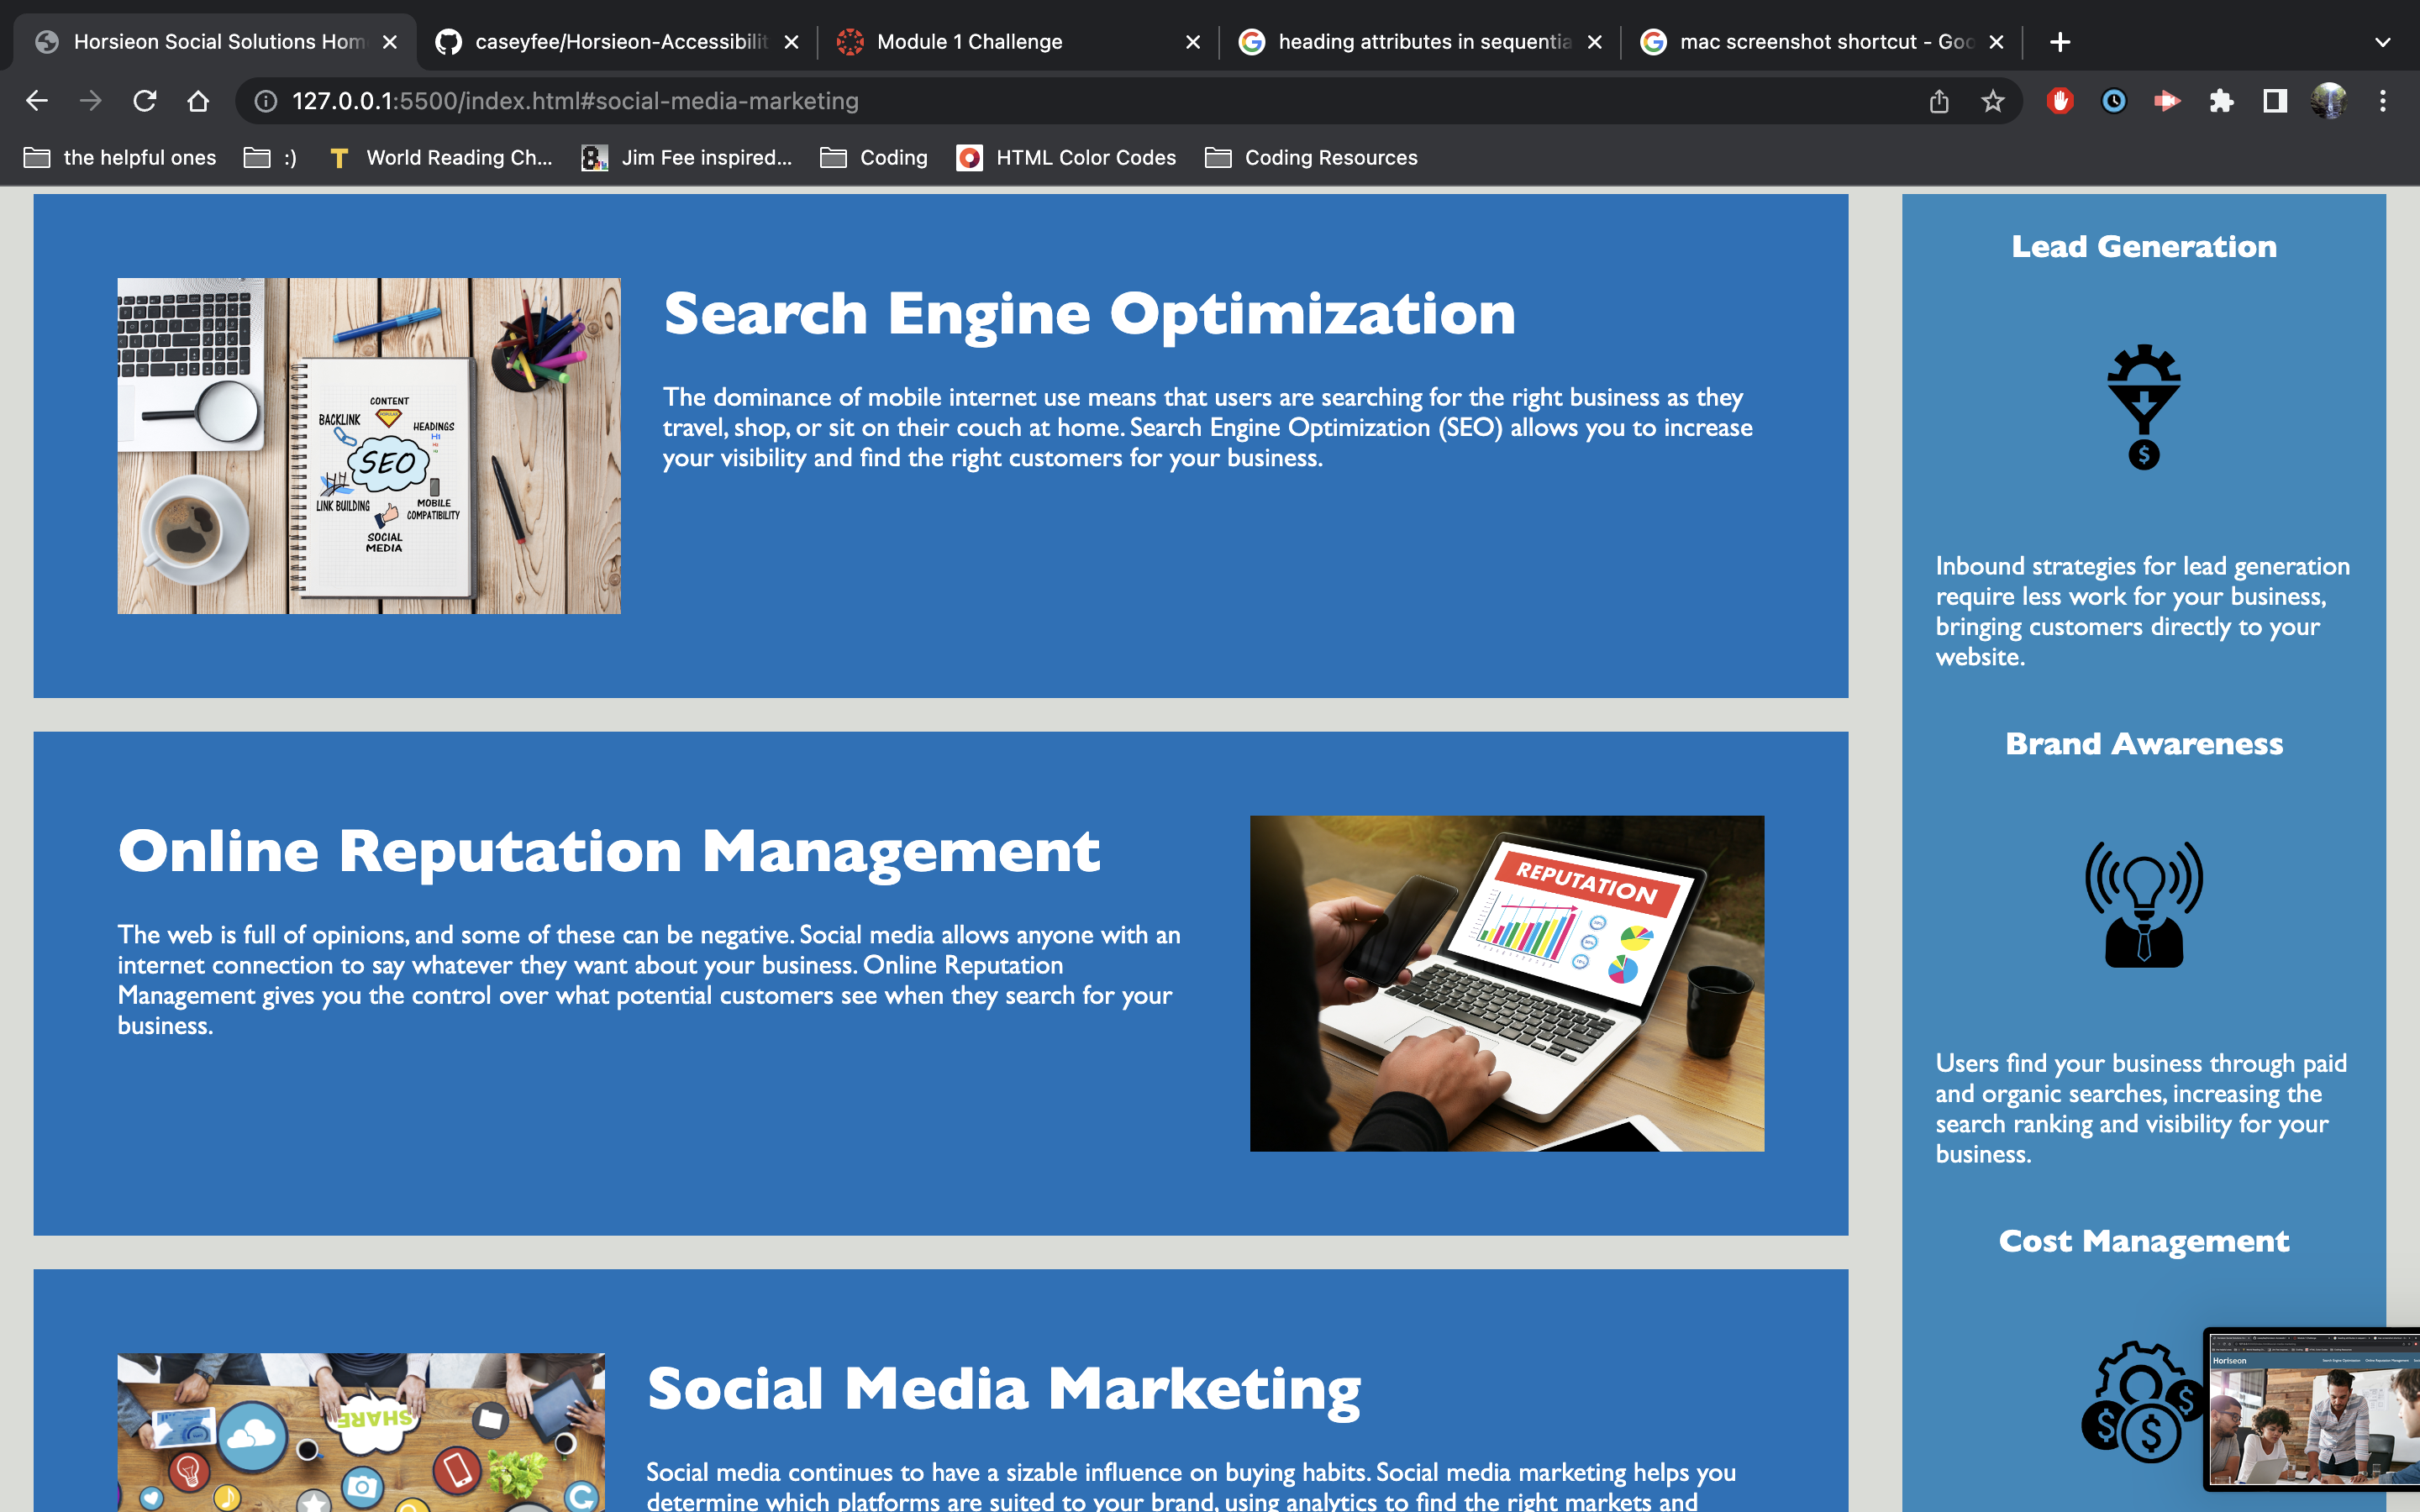 Horsieon Social Solutions Hom
caseyfee/Horsieon-Accessibilit
Module 1 Challenge
heading attributes in sequentia
mac screenshot shortcut - Goo
127.0.0.1:5500/index.html#social-media-marketing
the helpful ones
:)
World Reading Ch...
Jim Fee inspired...
Coding
HTML Color Codes
Coding Resources
CONTENT
BACKLINK
HEADINGS
H1
SEO
LINK BUILDING
MOBILE
COMPATIBILITY
SOCIAL
MEDIA
Search Engine Optimization
The dominance of mobile internet use means that users are searching for the right business as they
travel, shop, or sit on their couch at home. Search Engine Optimization (SEO) allows you to increase
your visibility and find the right customers for your business.
Online Reputation Management
The web is full of opinions, and some of these can be negative. Social media allows anyone with an
internet connection to say whatever they want about your business. Online Reputation
Management gives you the control over what potential customers see when they search for your
business.
REPUTATION
SHARE
Social Media Marketing
Social media continues to have a sizable influence on buying habits. Social media marketing helps you
determine which platforms are suited to your brand, using analytics to find the right markets and
Lead Generation
$
Inbound strategies for lead generation
require less work for your business,
bringing customers directly to your
website.
Brand Awareness
Users find your business through paid
and organic searches, increasing the
search ranking and visibility for your
business.
Cost Management
$
$
$
Horiseon